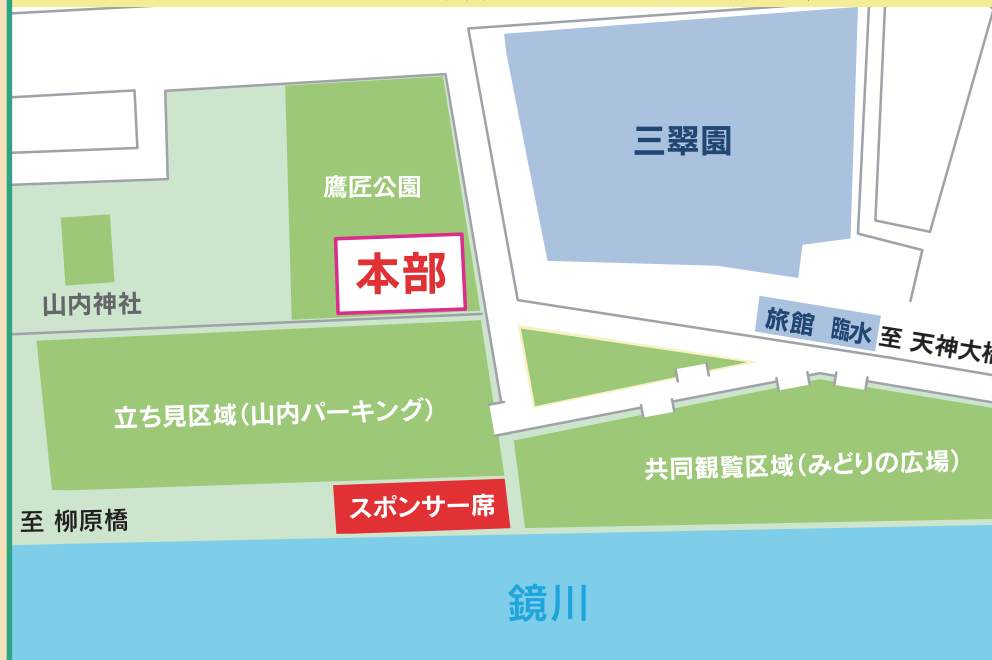 三翠園
鷹匠公園
本部
山内神社
旅館 臨水
至 天神大橋
立ち見区域（山内パーキング）
共同観覧区域（みどりの広場）
スポンサー席
至 柳原橋
鏡川